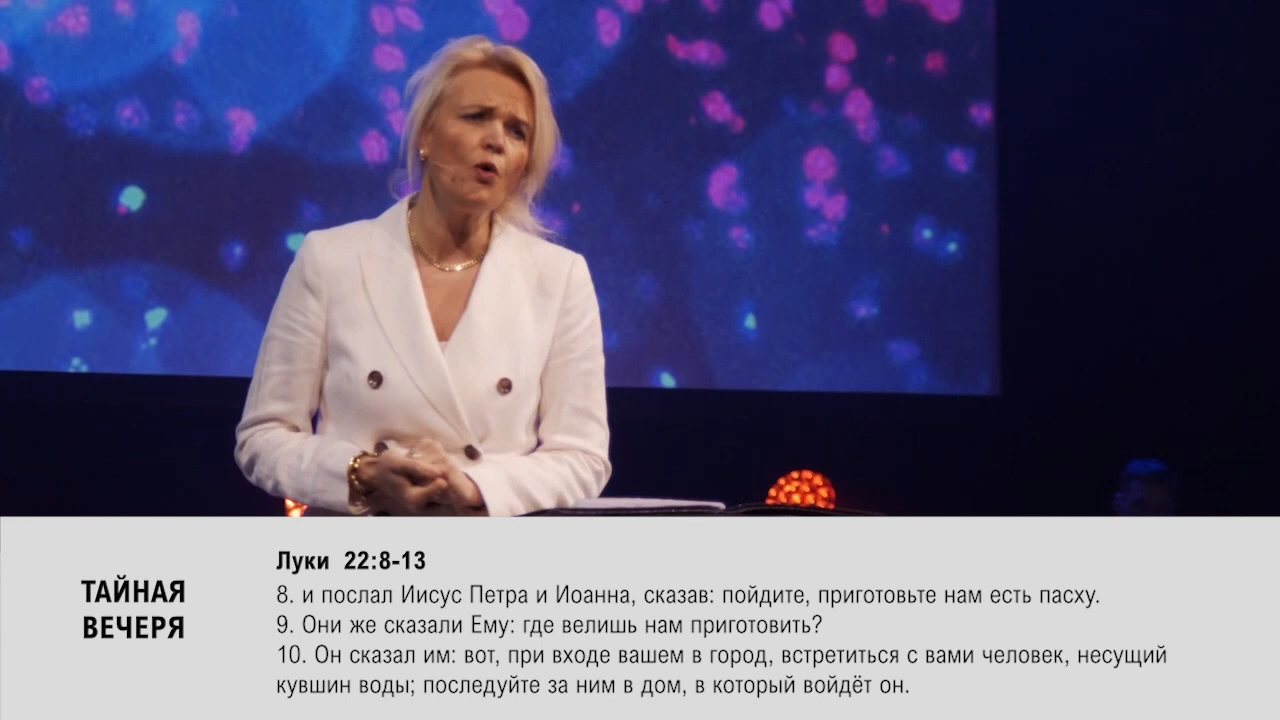 ТАЙНАЯ
ВЕЧЕРЯ
Луки 22:8-13
8. и послал Иисус Петра и Иоанна, сказав: пойдите, приготовьте нам есть пасху.
9. Они же сказали Ему: где велишь нам приготовить?
10. Он сказал им: вот, при входе вашем в город, встретиться с вами человек, несущий
кувшин воды; последуйте за ним в дом, в который войдёт он.